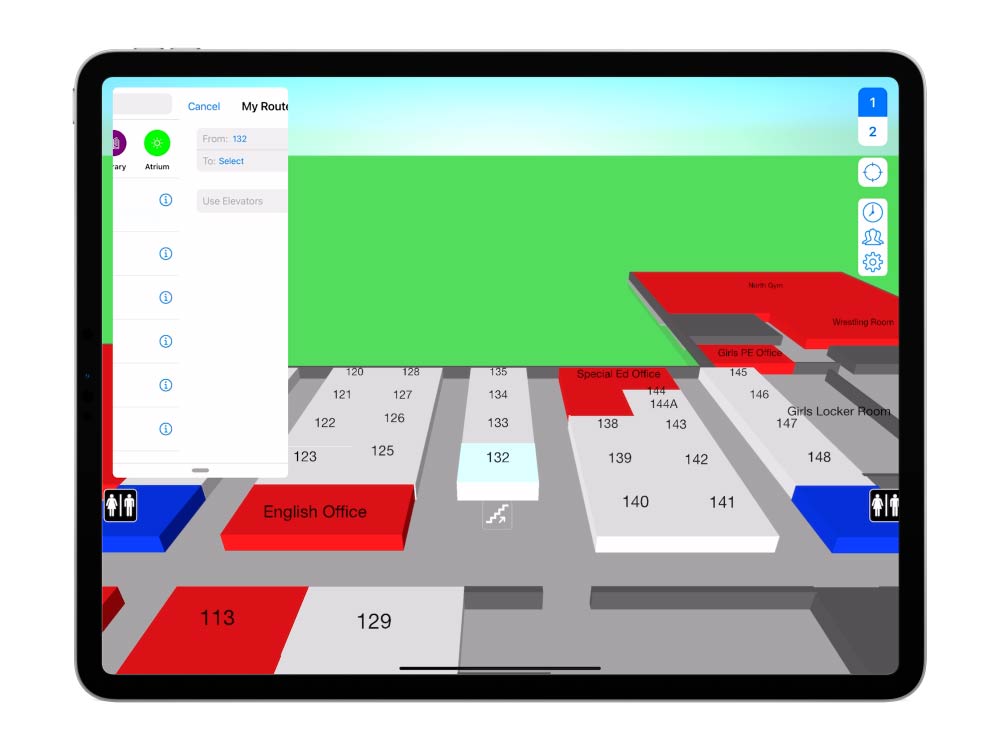 Cancel
My Route
From: 132
To: Select
Use Elevators
Atrium
1
2
North Gym
Wrestling Room
Girls PE Office
Special Ed Office
120
128
135
145
121
127
134
144
144A
146
122
126
133
138
143
147
Girls Locker Room
123
125
132
139
142
148
140
141
English Office
113
129